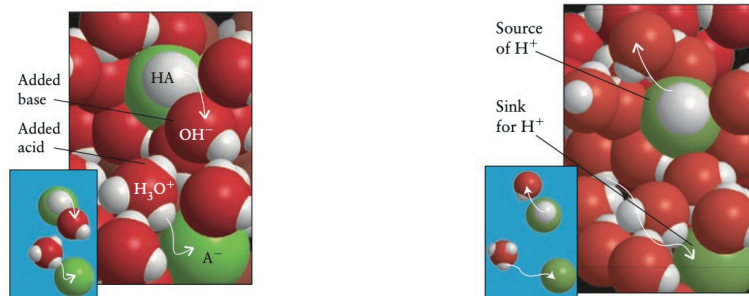 HA
Added
base
OH⁻
Added
acid
H₃O⁺
A⁻
Source
of H⁺
Sink
for H⁺